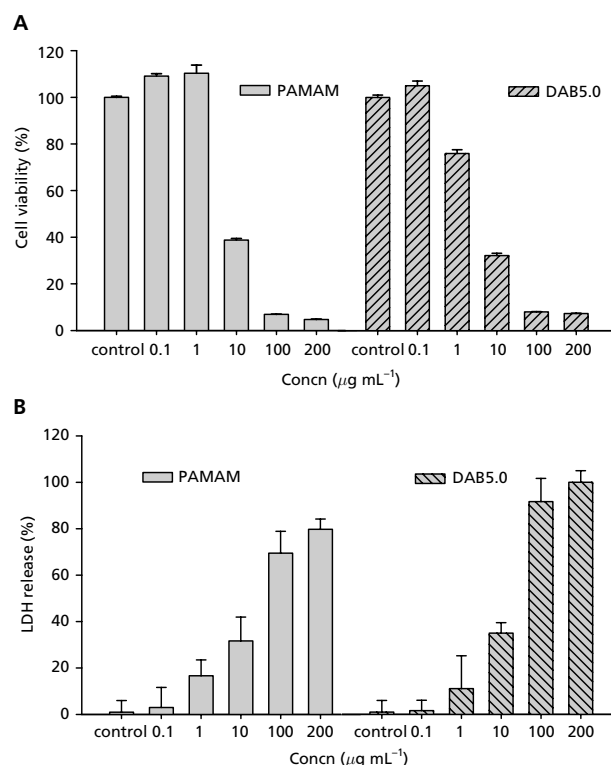 A
120
PAMAM
DAB5.0
100
80
60
40
20
0
Cell viability (%)
control 0.1 1 10 100 200 control 0.1 1 10 100 200
Concn (μg mL⁻¹)
B
120
PAMAM
DAB5.0
100
80
60
40
20
0
LDH release (%)
control 0.1 1 10 100 200 control 0.1 1 10 100 200
Concn (μg mL⁻¹)